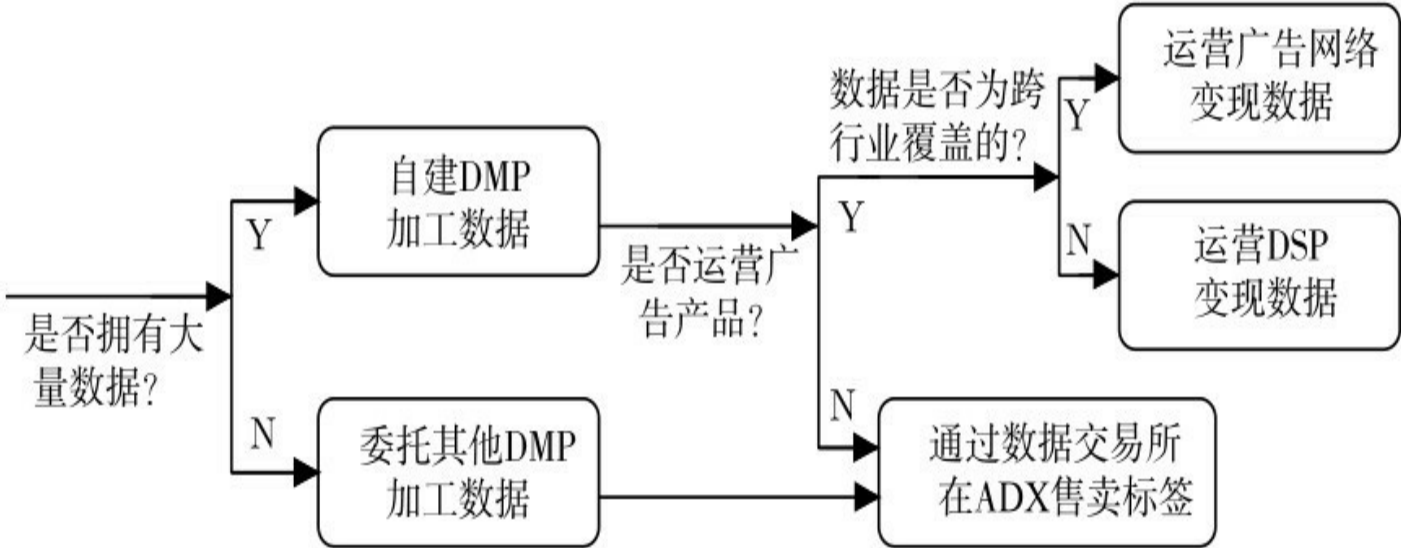 是否拥有大
量数据?
Y
N
自建DMP
加工数据
委托其他DMP
加工数据
是否运营广
告产品?
Y
N
数据是否为跨
行业覆盖的?
Y
N
运营广告网络
变现数据
运营DSP
变现数据
通过数据交易所
在ADX售卖标签